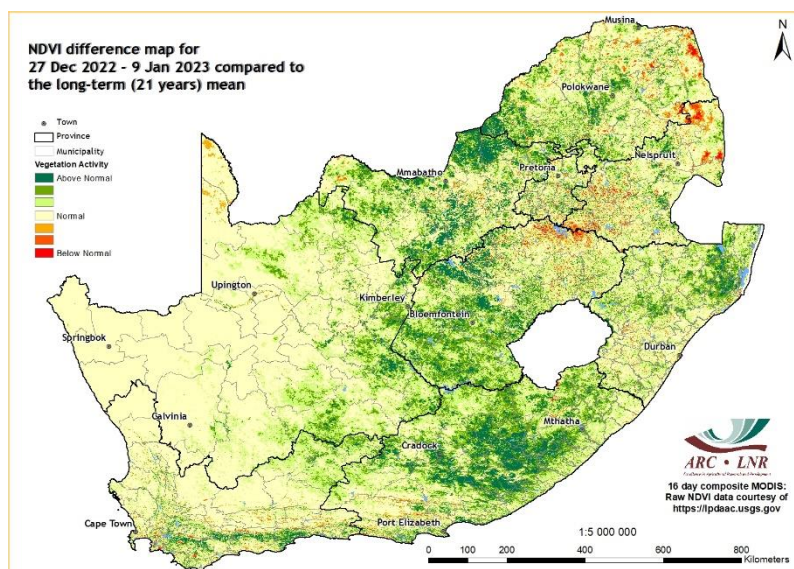 NDVI difference map for
27 Dec 2022 - 9 Jan 2023 compared to
the long-term (21 years) mean
N
Town
Province
Municipality
Vegetation Activity
Above Normal
Normal
Below Normal
Musina
Polokwane
Nelspruit
Pretoria
Mmabatho
Upington
Kimberley
Bloemfontein
Springbok
Durban
Calvinia
Mthatha
Cradock
Cape Town
Port Elizabeth
ARC • LNR
16 day composite MODIS:
Raw NDVI data courtesy of
https://lpdaac.usgs.gov
1:5 000 000
0 100 200 400 600 800
Kilometers